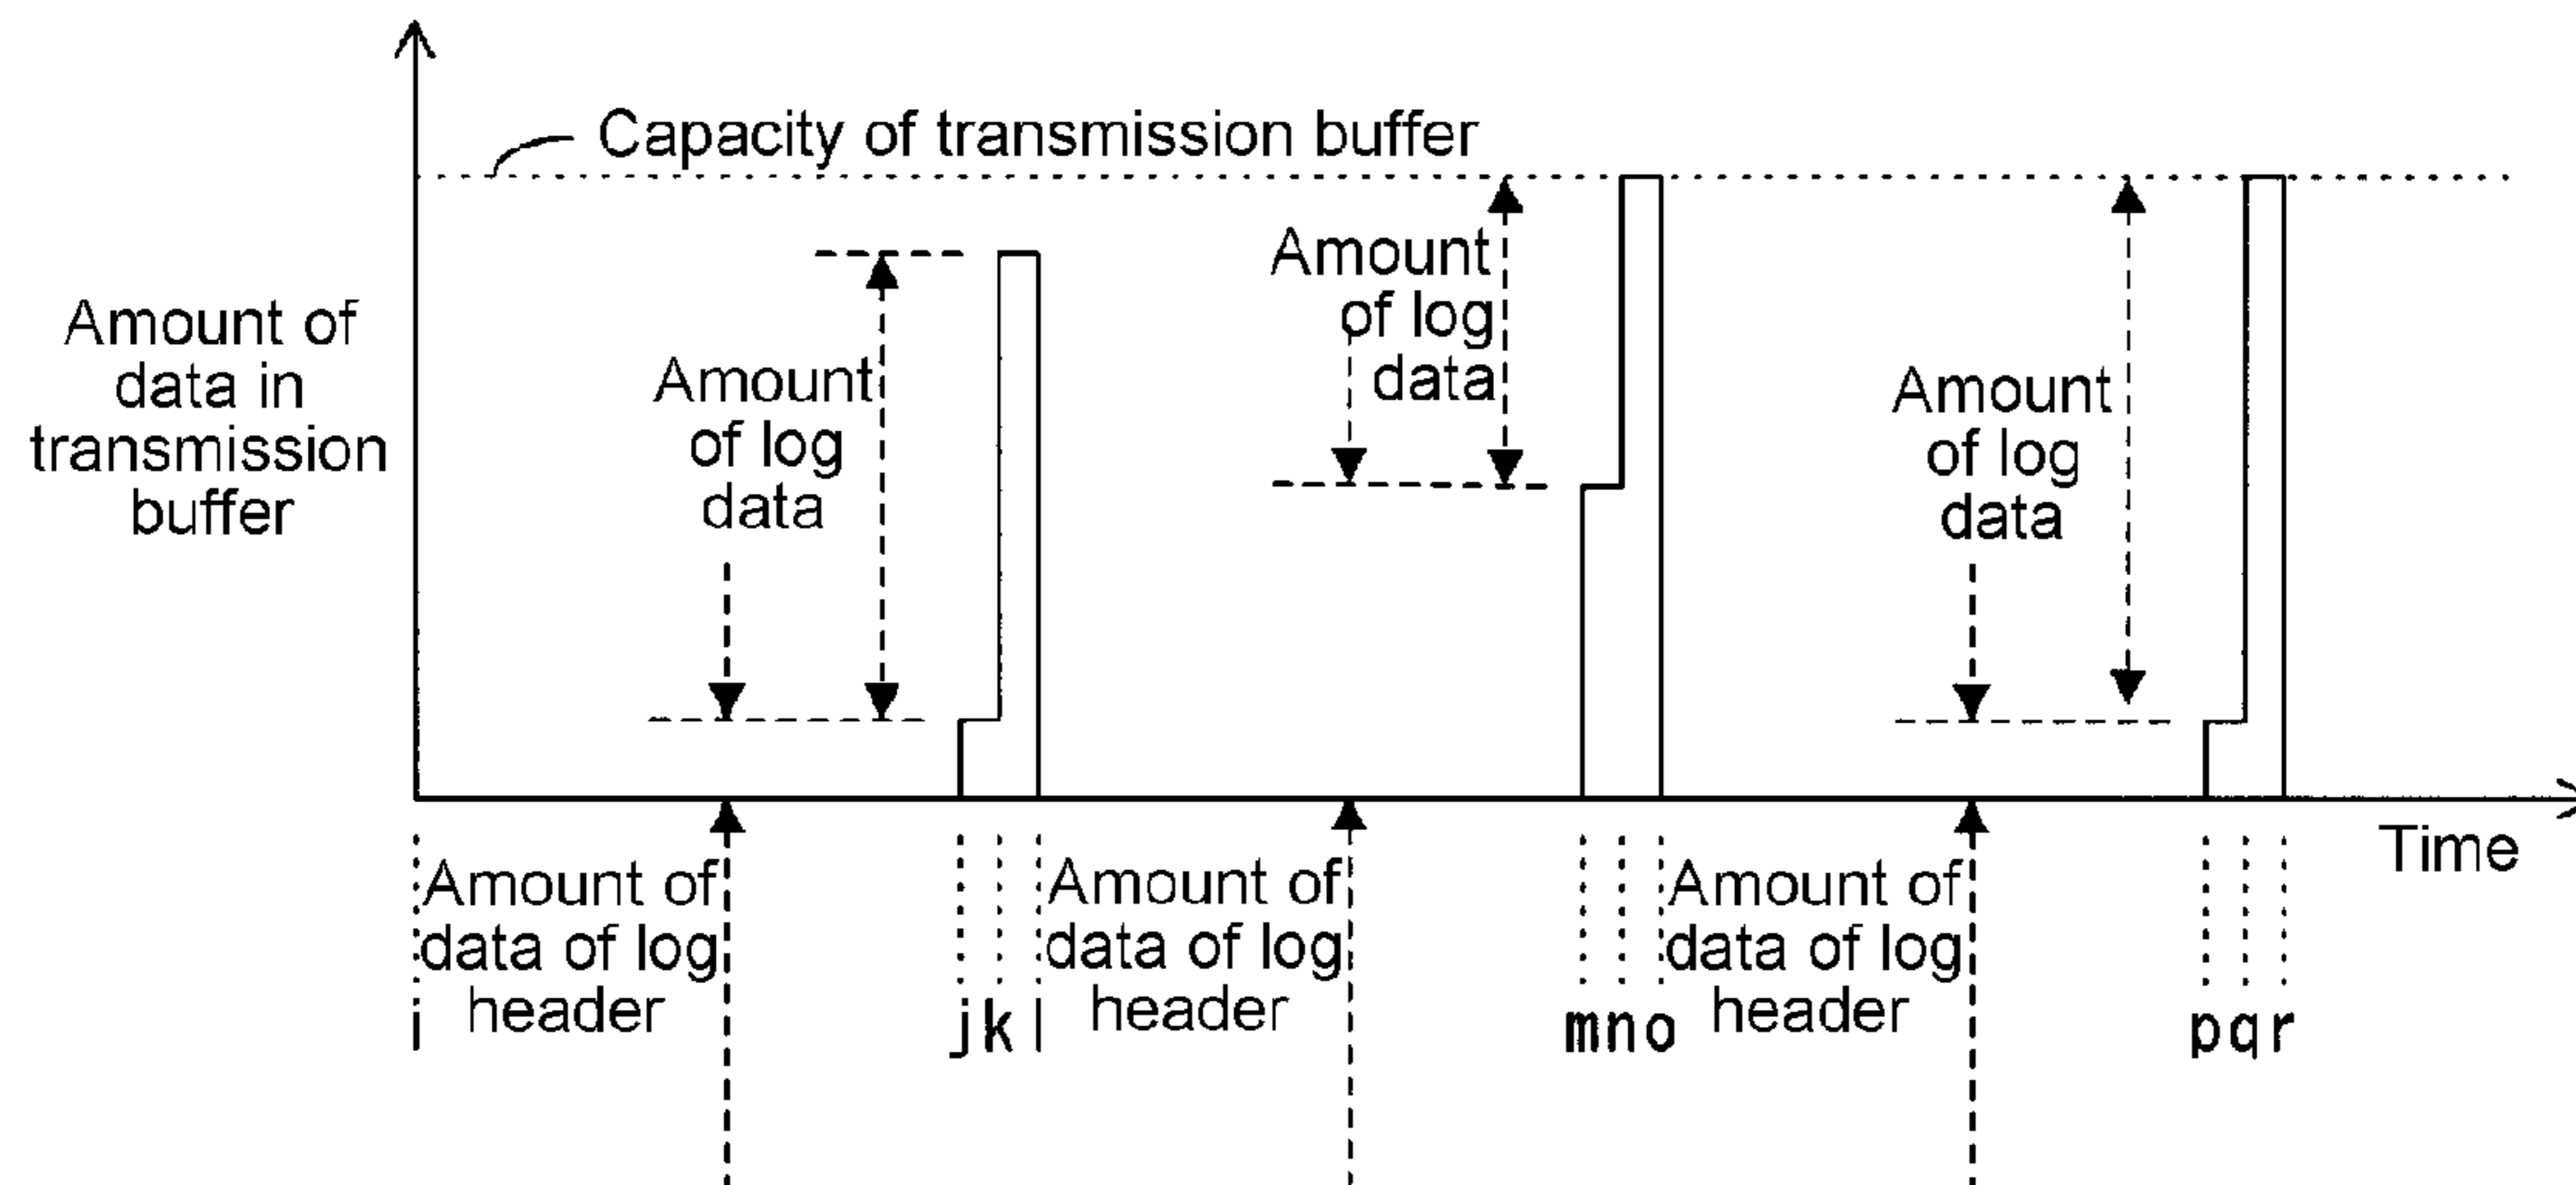 Capacity of transmission buffer
Amount of
data in
transmission
buffer
Amount
of log
data
Amount
of log
data
Amount
of log
data
Time
Amount of
data of log
header
Amount of
data of log
header
Amount of
data of log
header
i
j k l
m n o
p q r